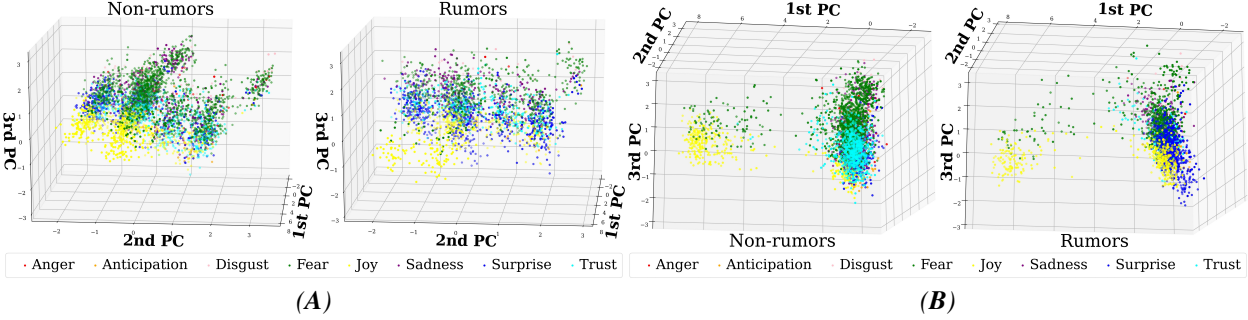 Non-rumors
Rumors
3rd PC
2nd PC
1st PC
3rd PC
2nd PC
1st PC
1st PC
2nd PC
3rd PC
Non-rumors
1st PC
2nd PC
3rd PC
Rumors
Anger Anticipation Disgust Fear Joy Sadness Surprise Trust
Anger Anticipation Disgust Fear Joy Sadness Surprise Trust
(A)
(B)